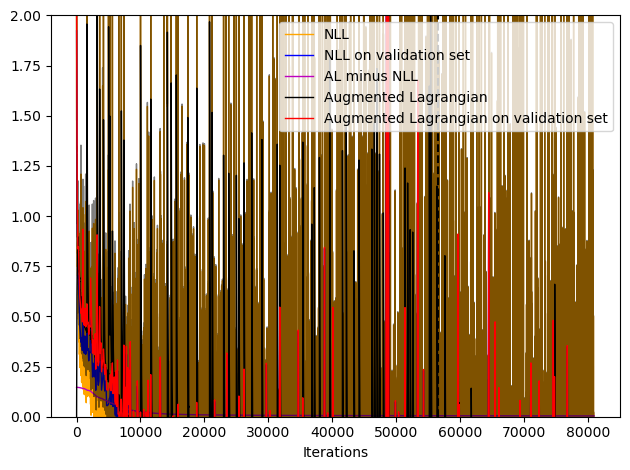 2.00
1.75
1.50
1.25
1.00
0.75
0.50
0.25
0.00
NLL
NLL on validation set
AL minus NLL
Augmented Lagrangian
Augmented Lagrangian on validation set
0 10000 20000 30000 40000 50000 60000 70000 80000
Iterations